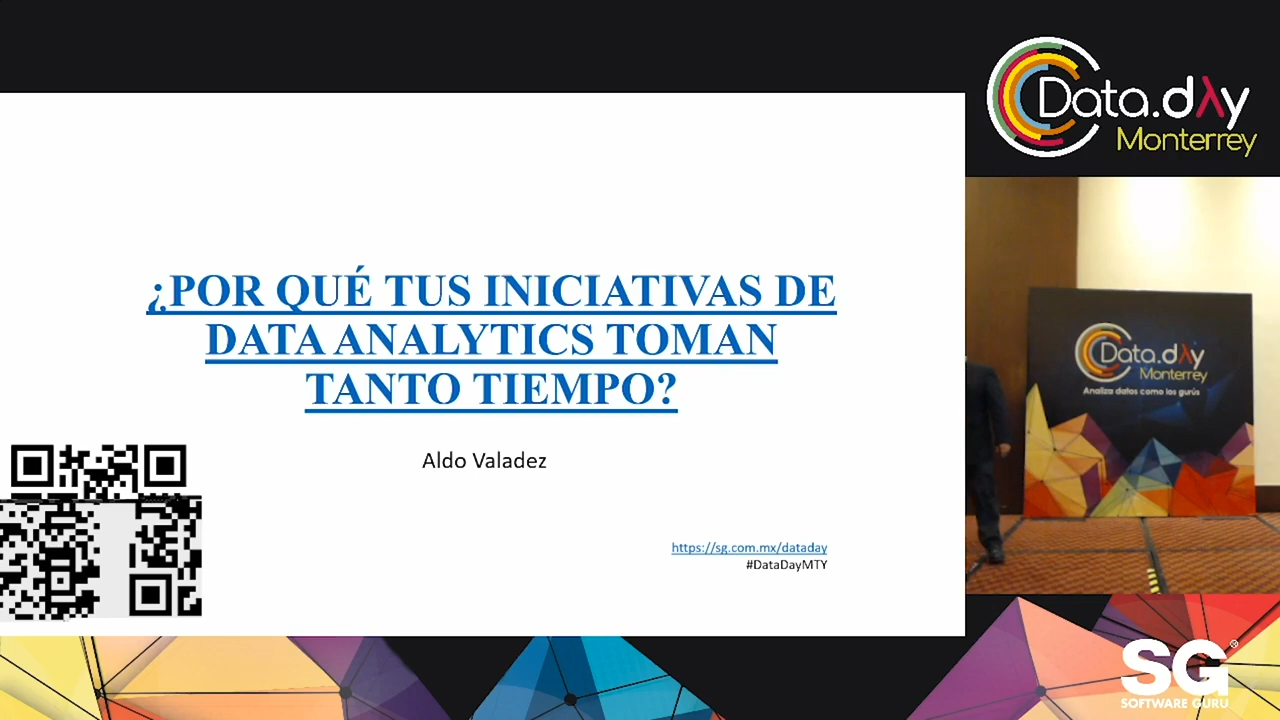 Data.dλy
Monterrey
¿POR QUÉ TUS INICIATIVAS DE
DATA ANALYTICS TOMAN
TANTO TIEMPO?
Aldo Valadez
https://sg.com.mx/dataday
#DataDayMTY
Data.dλy
Monterrey
Analiza datos como los gurús
SG®
SOFTWARE GURU